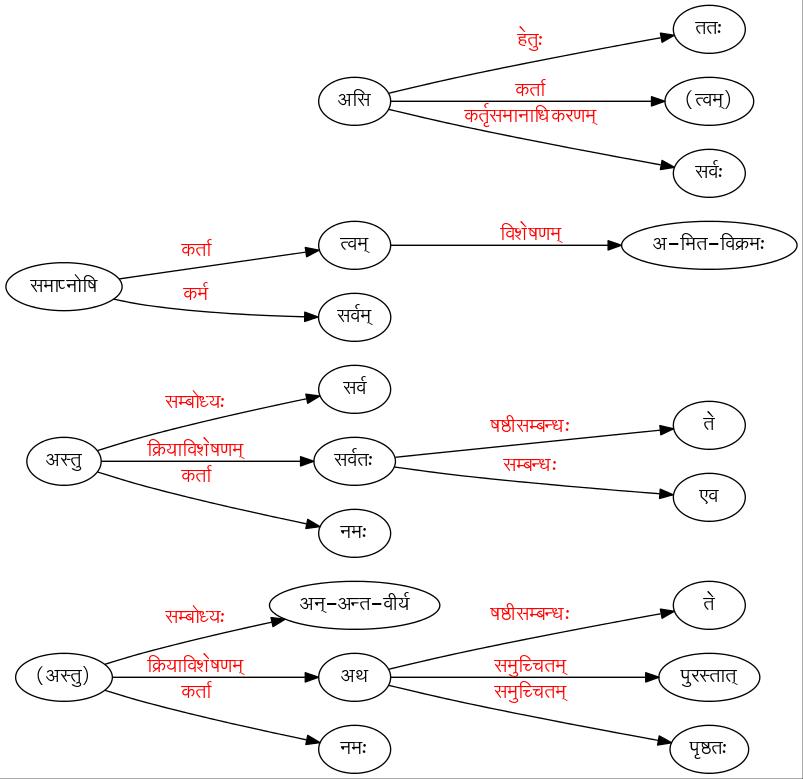 ततः
हेतुः
असि
कर्ता
(त्वम्)
कर्तृसमानाधिकरणम्
सर्वः
समाप्नोषि
कर्ता
त्वम्
विशेषणम्
अ-मित-विक्रमः
कर्म
सर्वम्
सर्व
सम्बोध्यः
अस्तु
क्रियाविशेषणम्
सर्वतः
षष्ठीसम्बन्धः
ते
सम्बन्धः
एव
कर्ता
नमः
अन्-अन्त-वीर्य
सम्बोध्यः
(अस्तु)
क्रियाविशेषणम्
अथ
षष्ठीसम्बन्धः
ते
समुच्चितम्
पुरस्तात्
समुच्चितम्
पृष्ठतः
कर्ता
नमः